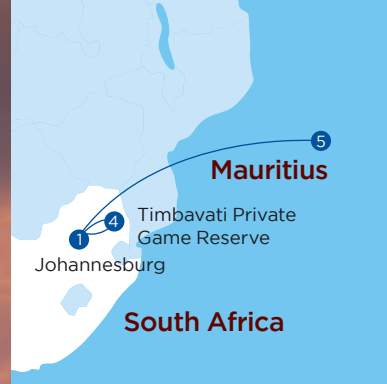 5
Mauritius
4
Timbavati Private
Game Reserve
1
Johannesburg
South Africa